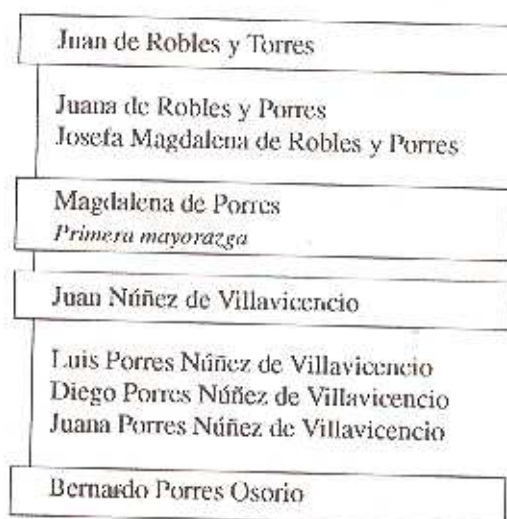 Juan de Robles y Torres
Juana de Robles y Porres
Josefa Magdalena de Robles y Porres
Magdalena de Porres
Primera mayorazga
Juan Núñez de Villavicencio
Luis Porres Núñez de Villavicencio
Diego Porres Núñez de Villavicencio
Juana Porres Núñez de Villavicencio
Bernardo Porres Osorio